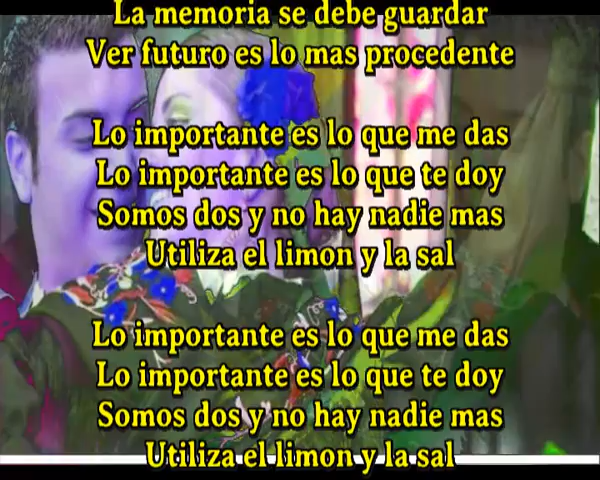 La memoria se debe guardar
Ver futuro es lo mas procedente
Lo importante es lo que me das
Lo importante es lo que te doy
Somos dos y no hay nadie mas
Utiliza el limon y la sal
Lo importante es lo que me das
Lo importante es lo que te doy
Somos dos y no hay nadie mas
Utiliza el limon y la sal